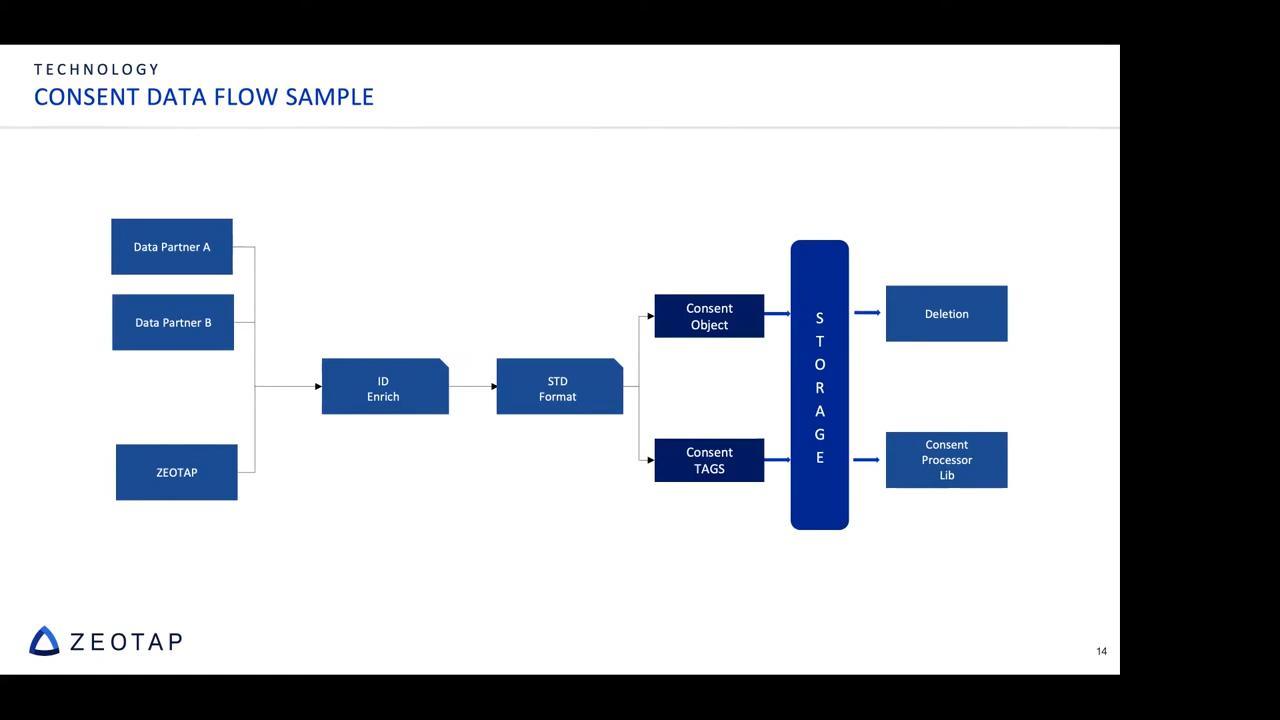 TECHNOLOGY
CONSENT DATA FLOW SAMPLE
Data Partner A
Data Partner B
ZEOTAP
ID
Enrich
STD
Format
Consent
Object
Consent
TAGS
STORAGE
Deletion
Consent
Processor
Lib
ZEOTAP
14